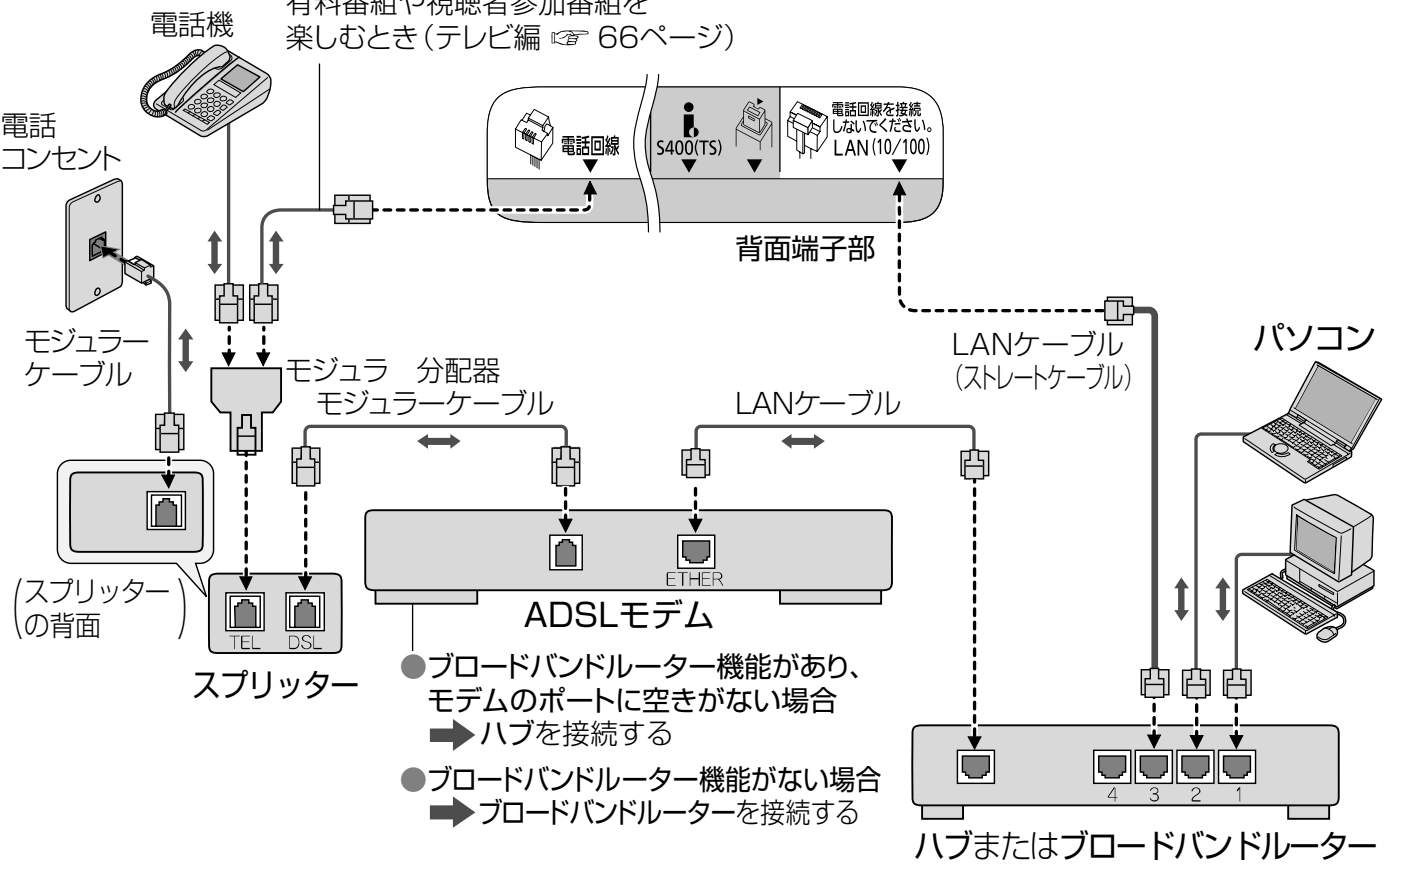 有料番組や視聴者参加番組を
楽しむとき(テレビ編 ☞ 66ページ)
電話機
電話
コンセント
電話回線
S400(TS)
電話回線を接続
しないでください。
LAN(10/100)
背面端子部
モジュラー
ケーブル
モジュラ 分配器
モジュラーケーブル
LANケーブル
LANケーブル
(ストレートケーブル)
パソコン
ETHER
ADSLモデム
(スプリッター
の背面)
TEL DSL
スプリッター
●ブロードバンドルーター機能があり、
モデムのポートに空きがない場合
➡ハブを接続する
●ブロードバンドルーター機能がない場合
➡ブロードバンドルーターを接続する
4 3 2 1
ハブまたはブロードバンドルーター